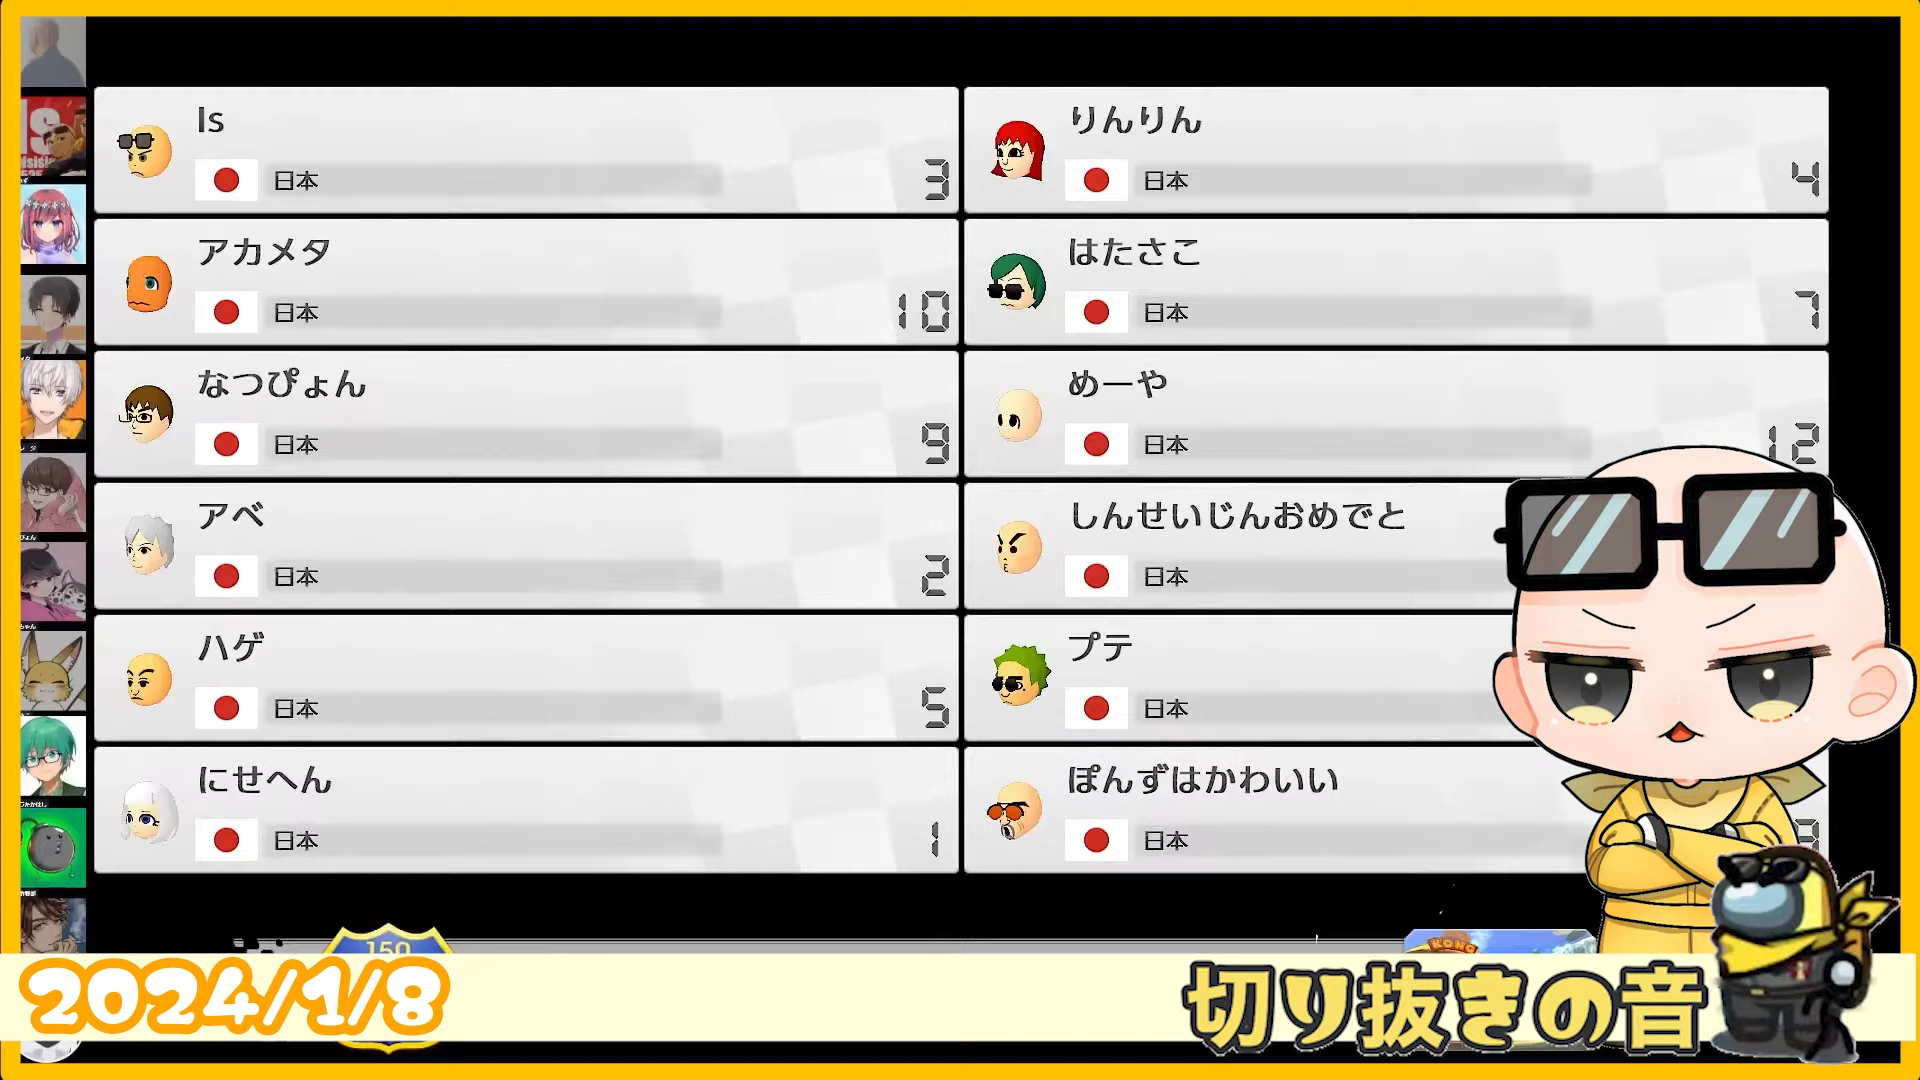 Is
日本
3
りんりん
日本
4
アカメタ
日本
10
はたさこ
日本
7
なつぴょん
日本
9
めーや
日本
12
アベ
日本
2
しんせいじんおめでと
日本
ハゲ
日本
5
プテ
日本
にせへん
日本
1
ぽんずはかわいい
日本
150
KONG
2024/1/8
切り抜きの音